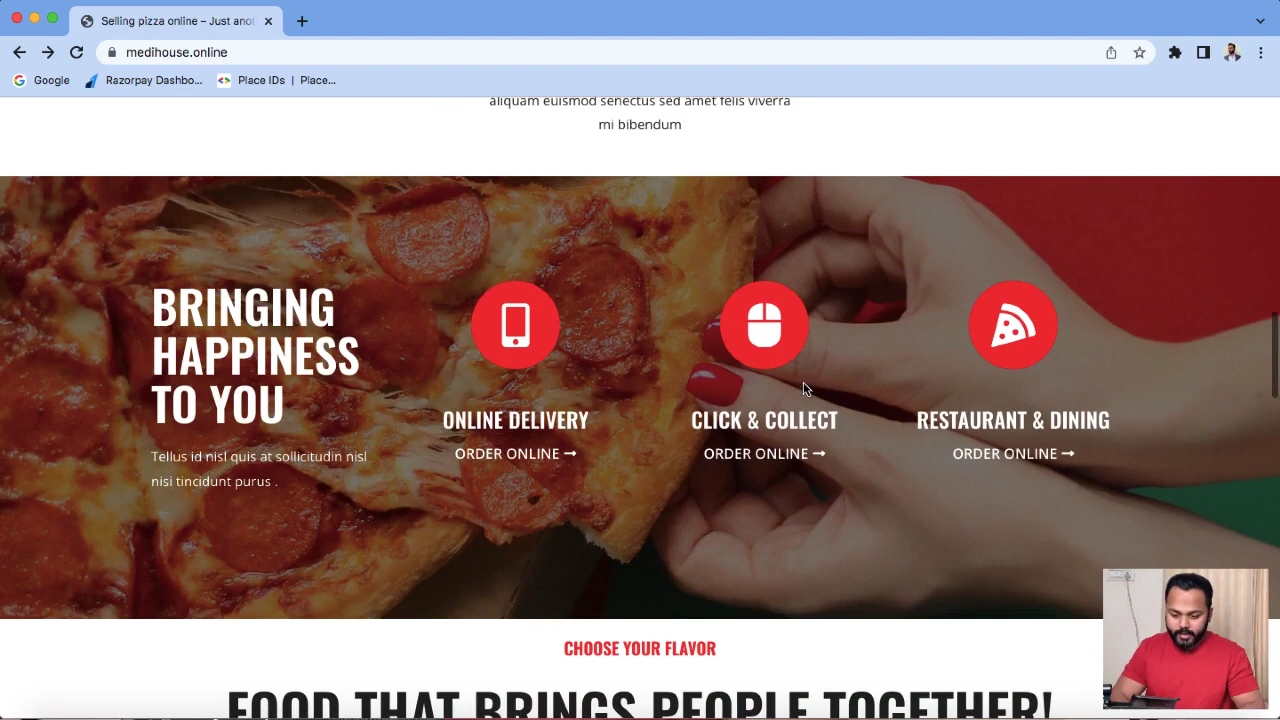 Selling pizza online – Just anot
medihouse.online
Google
Razorpay Dashbo...
Place IDs | Place...
aliquam euismod senectus sed amet felis viverra
mi bibendum
BRINGING
HAPPINESS
TO YOU
Tellus id nisl quis at sollicitudin nisl
nisi tincidunt purus .
ONLINE DELIVERY
ORDER ONLINE →
CLICK & COLLECT
ORDER ONLINE →
RESTAURANT & DINING
ORDER ONLINE →
CHOOSE YOUR FLAVOR
FOOD THAT BRINGS PEOPLE TOGETHER!